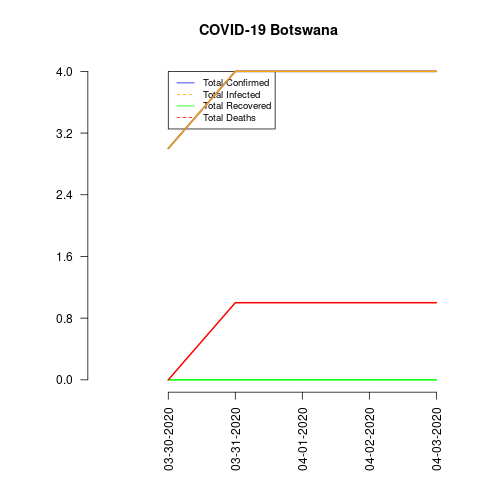 COVID-19 Botswana
4.0
3.2
2.4
1.6
0.8
0.0
Total Confirmed
Total Infected
Total Recovered
Total Deaths
03-30-2020
03-31-2020
04-01-2020
04-02-2020
04-03-2020